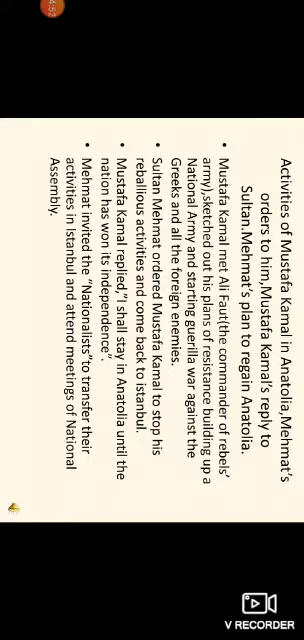 4:52
Activities of Mustafa Kamal in Anatolia,Mehmat's
orders to him,Mustafa Kamal's reply to
Sultan.Mehmat's plan to regain Anatolia.
• Mustafa Kamal met Ali Faut(the commander of rebels'
army),sketched out his plans of resistance building up a
National Army and starting guerilla war against the
Greeks and all the foreign enemies.
• Sultan Mehmat ordered Mustafa Kamal to stop his
reballious activities and come back to istanbul.
• Mustafa Kamal replied,"I shall stay in Anatolia until the
nation has won its independence".
• Mehmat invited the "Nationalists"to transfer their
activities in Istanbul and attend meetings of National
Assembly.
V RECORDER